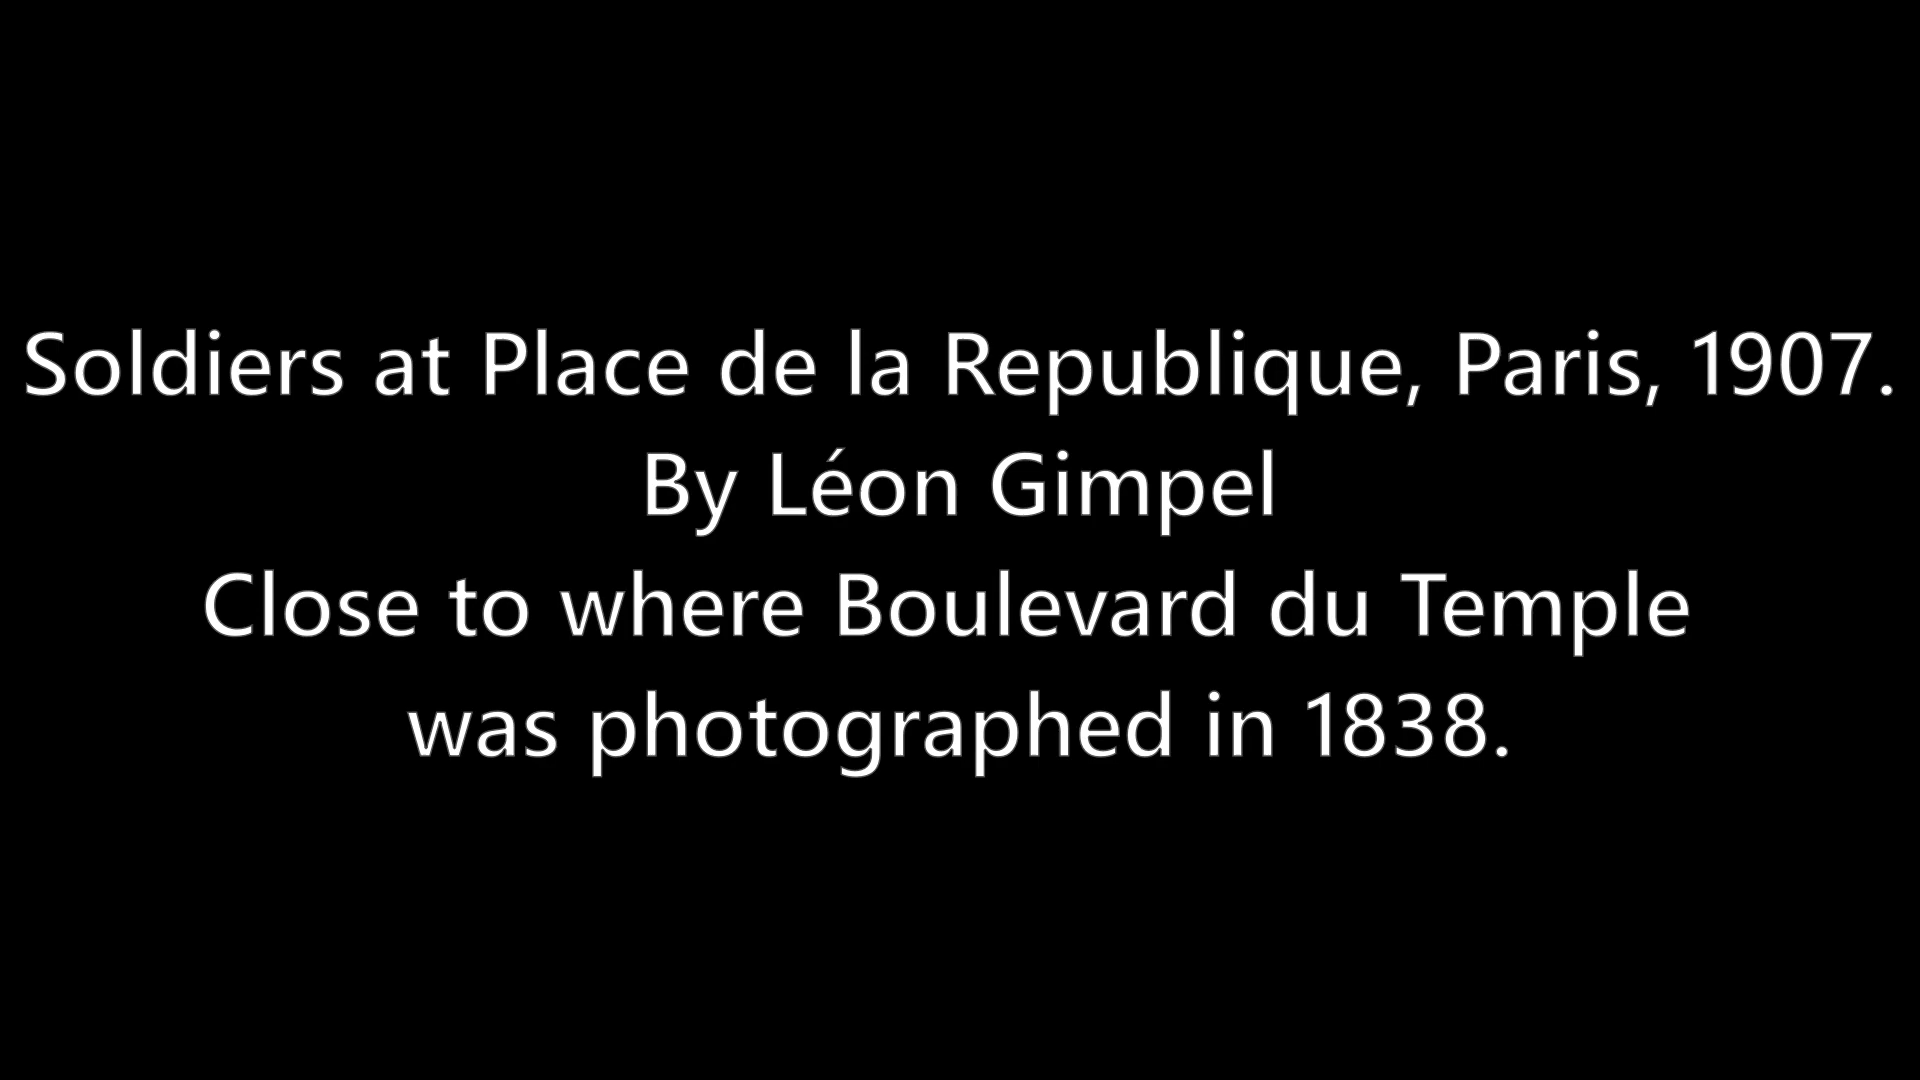 Soldiers at Place de la Republique, Paris, 1907.
By Léon Gimpel
Close to where Boulevard du Temple
was photographed in 1838.